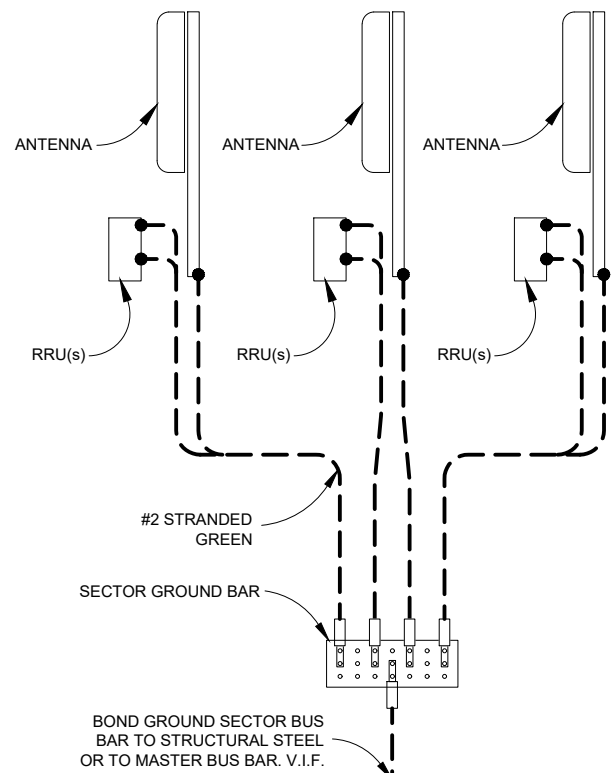 ANTENNA
ANTENNA
ANTENNA
RRU(s)
RRU(s)
RRU(s)
#2 STRANDED
GREEN
SECTOR GROUND BAR
BOND GROUND SECTOR BUS
BAR TO STRUCTURAL STEEL
OR TO MASTER BUS BAR. V.I.F.